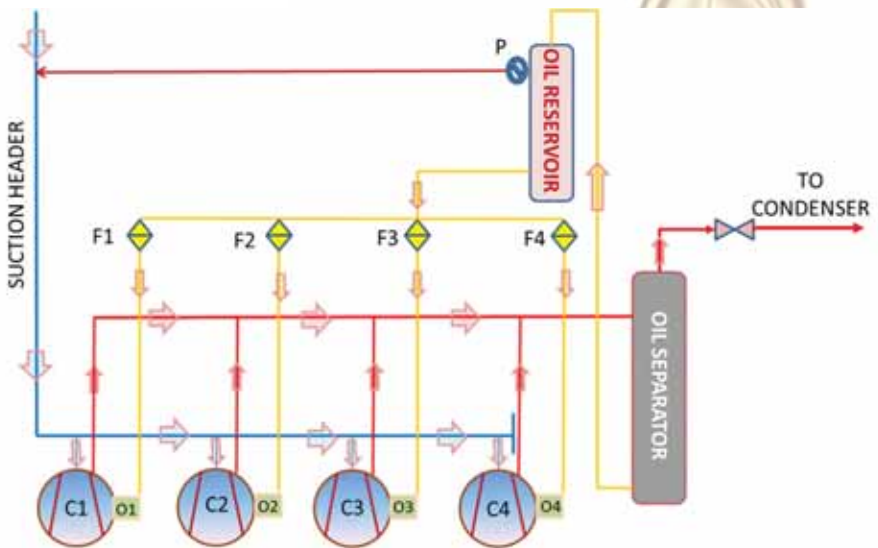 P
OIL RESERVOIR
SUCTION HEADER
TO
CONDENSER
F1
F2
F3
F4
OIL SEPARATOR
C1
O1
C2
O2
C3
O3
C4
O4